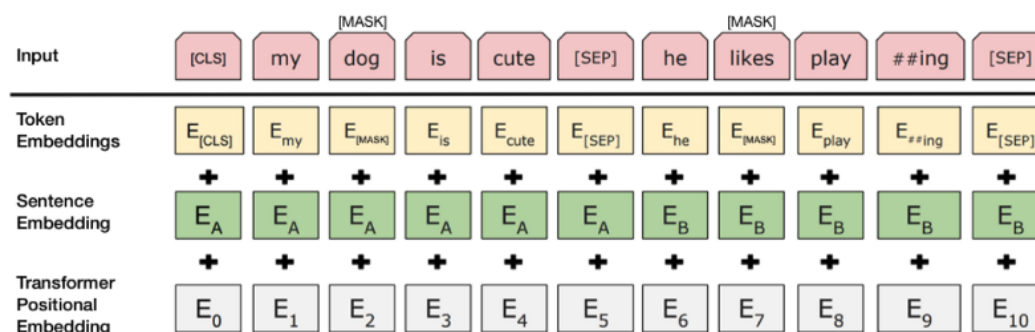 [MASK] [MASK]
Input [CLS] my dog is cute [SEP] he likes play ##ing [SEP]
Token
Embeddings E[CLS] Emy E[MASK] Eis Ecute E[SEP] Ehe E[MASK] Eplay E##ing E[SEP]
Sentence
Embedding EA EA EA EA EA EA EB EB EB EB EB
Transformer
Positional
Embedding E0 E1 E2 E3 E4 E5 E6 E7 E8 E9 E10